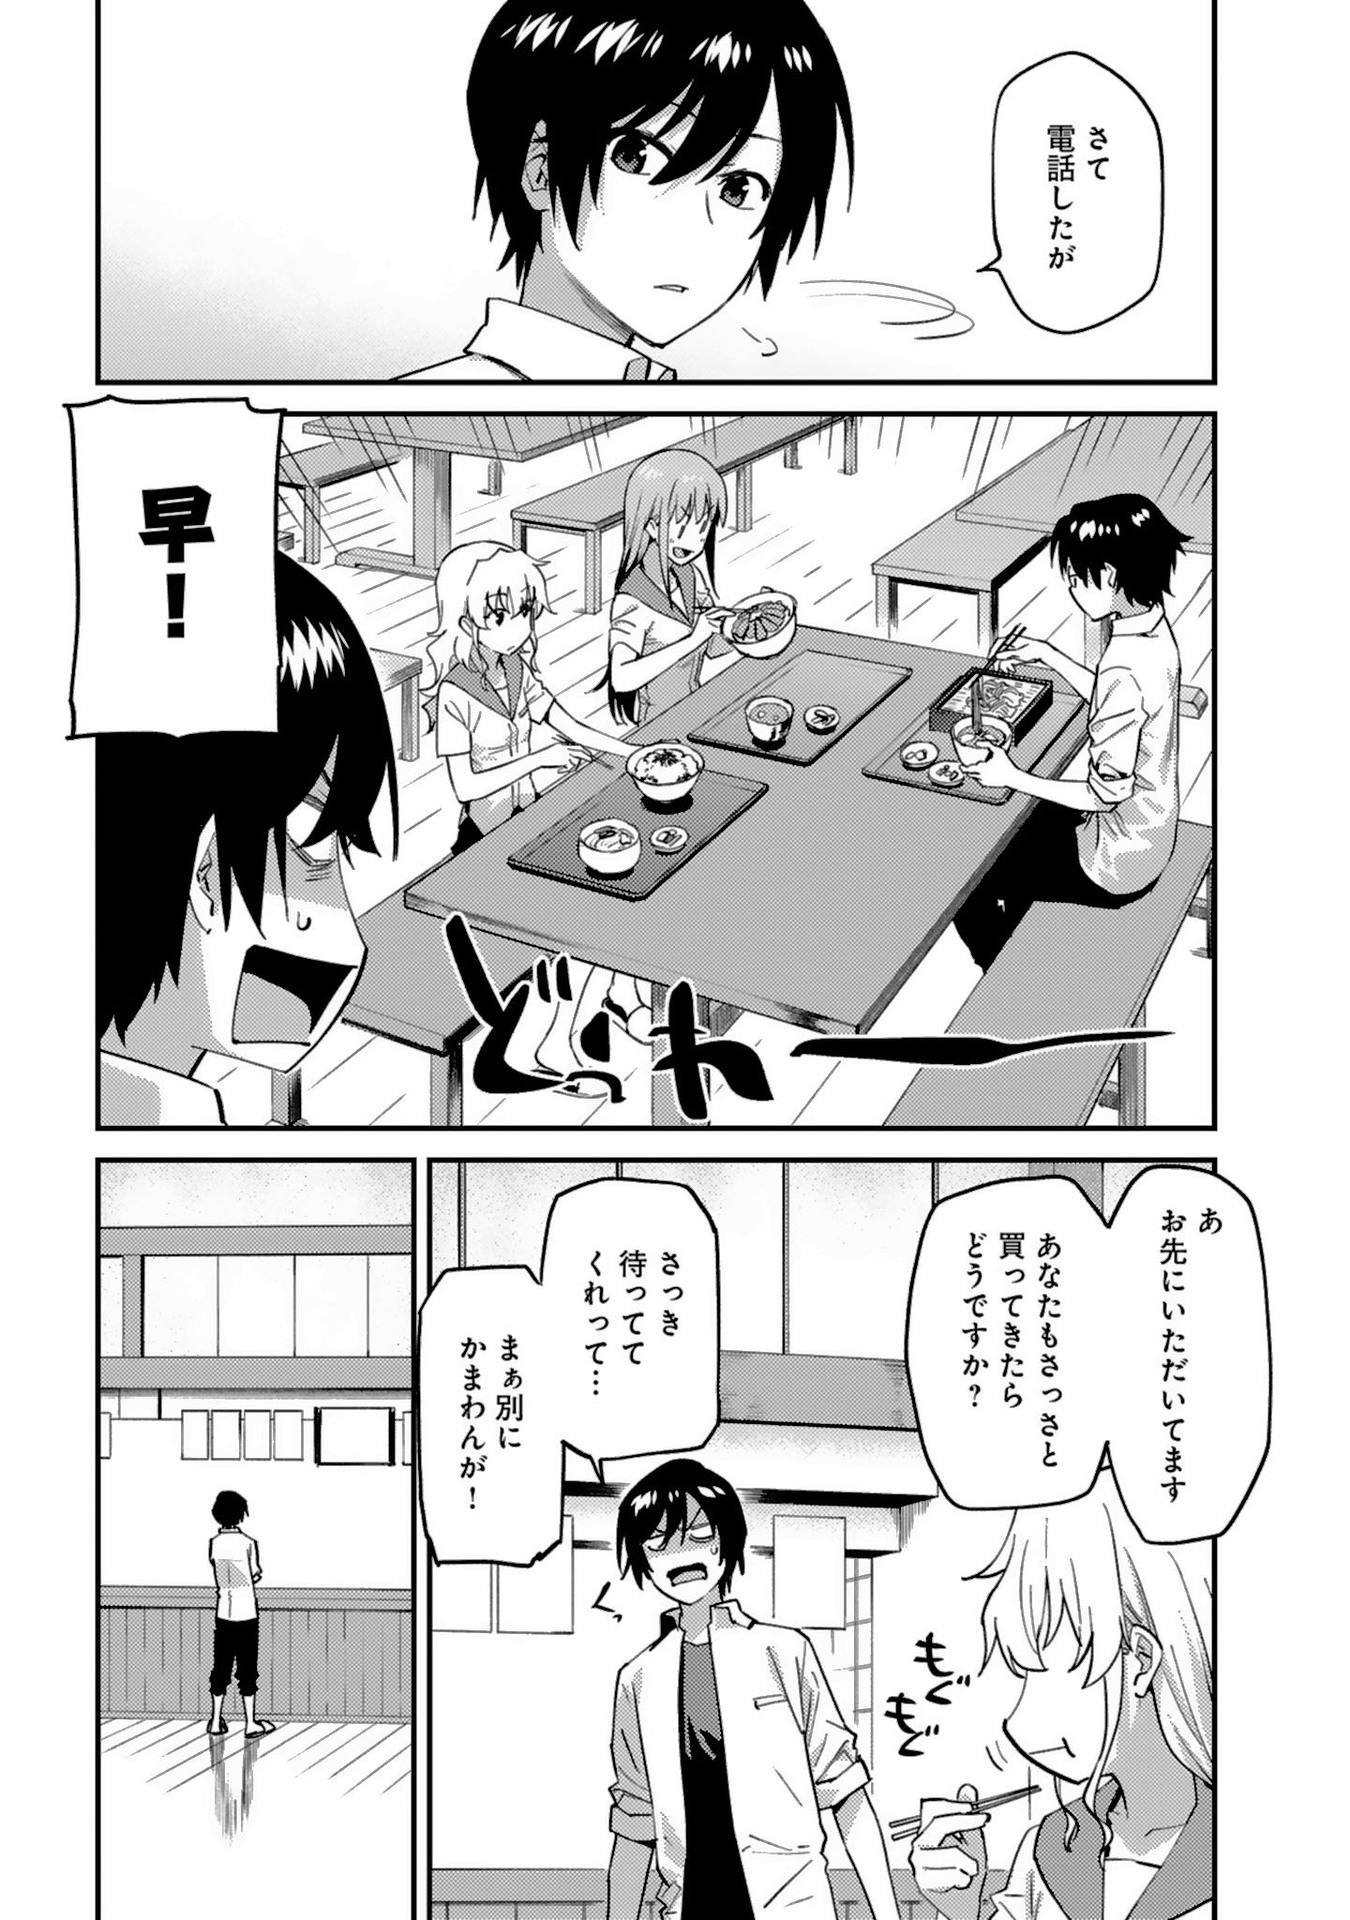 さて
電話したが
早！
どゎー
あ
お先にいただいてます
あなたもさっさと
買ってきたら
どうですか？
さっき
待ってて
くれって…
まぁ別に
かまわんが！
くっ
もぐ
もぐ